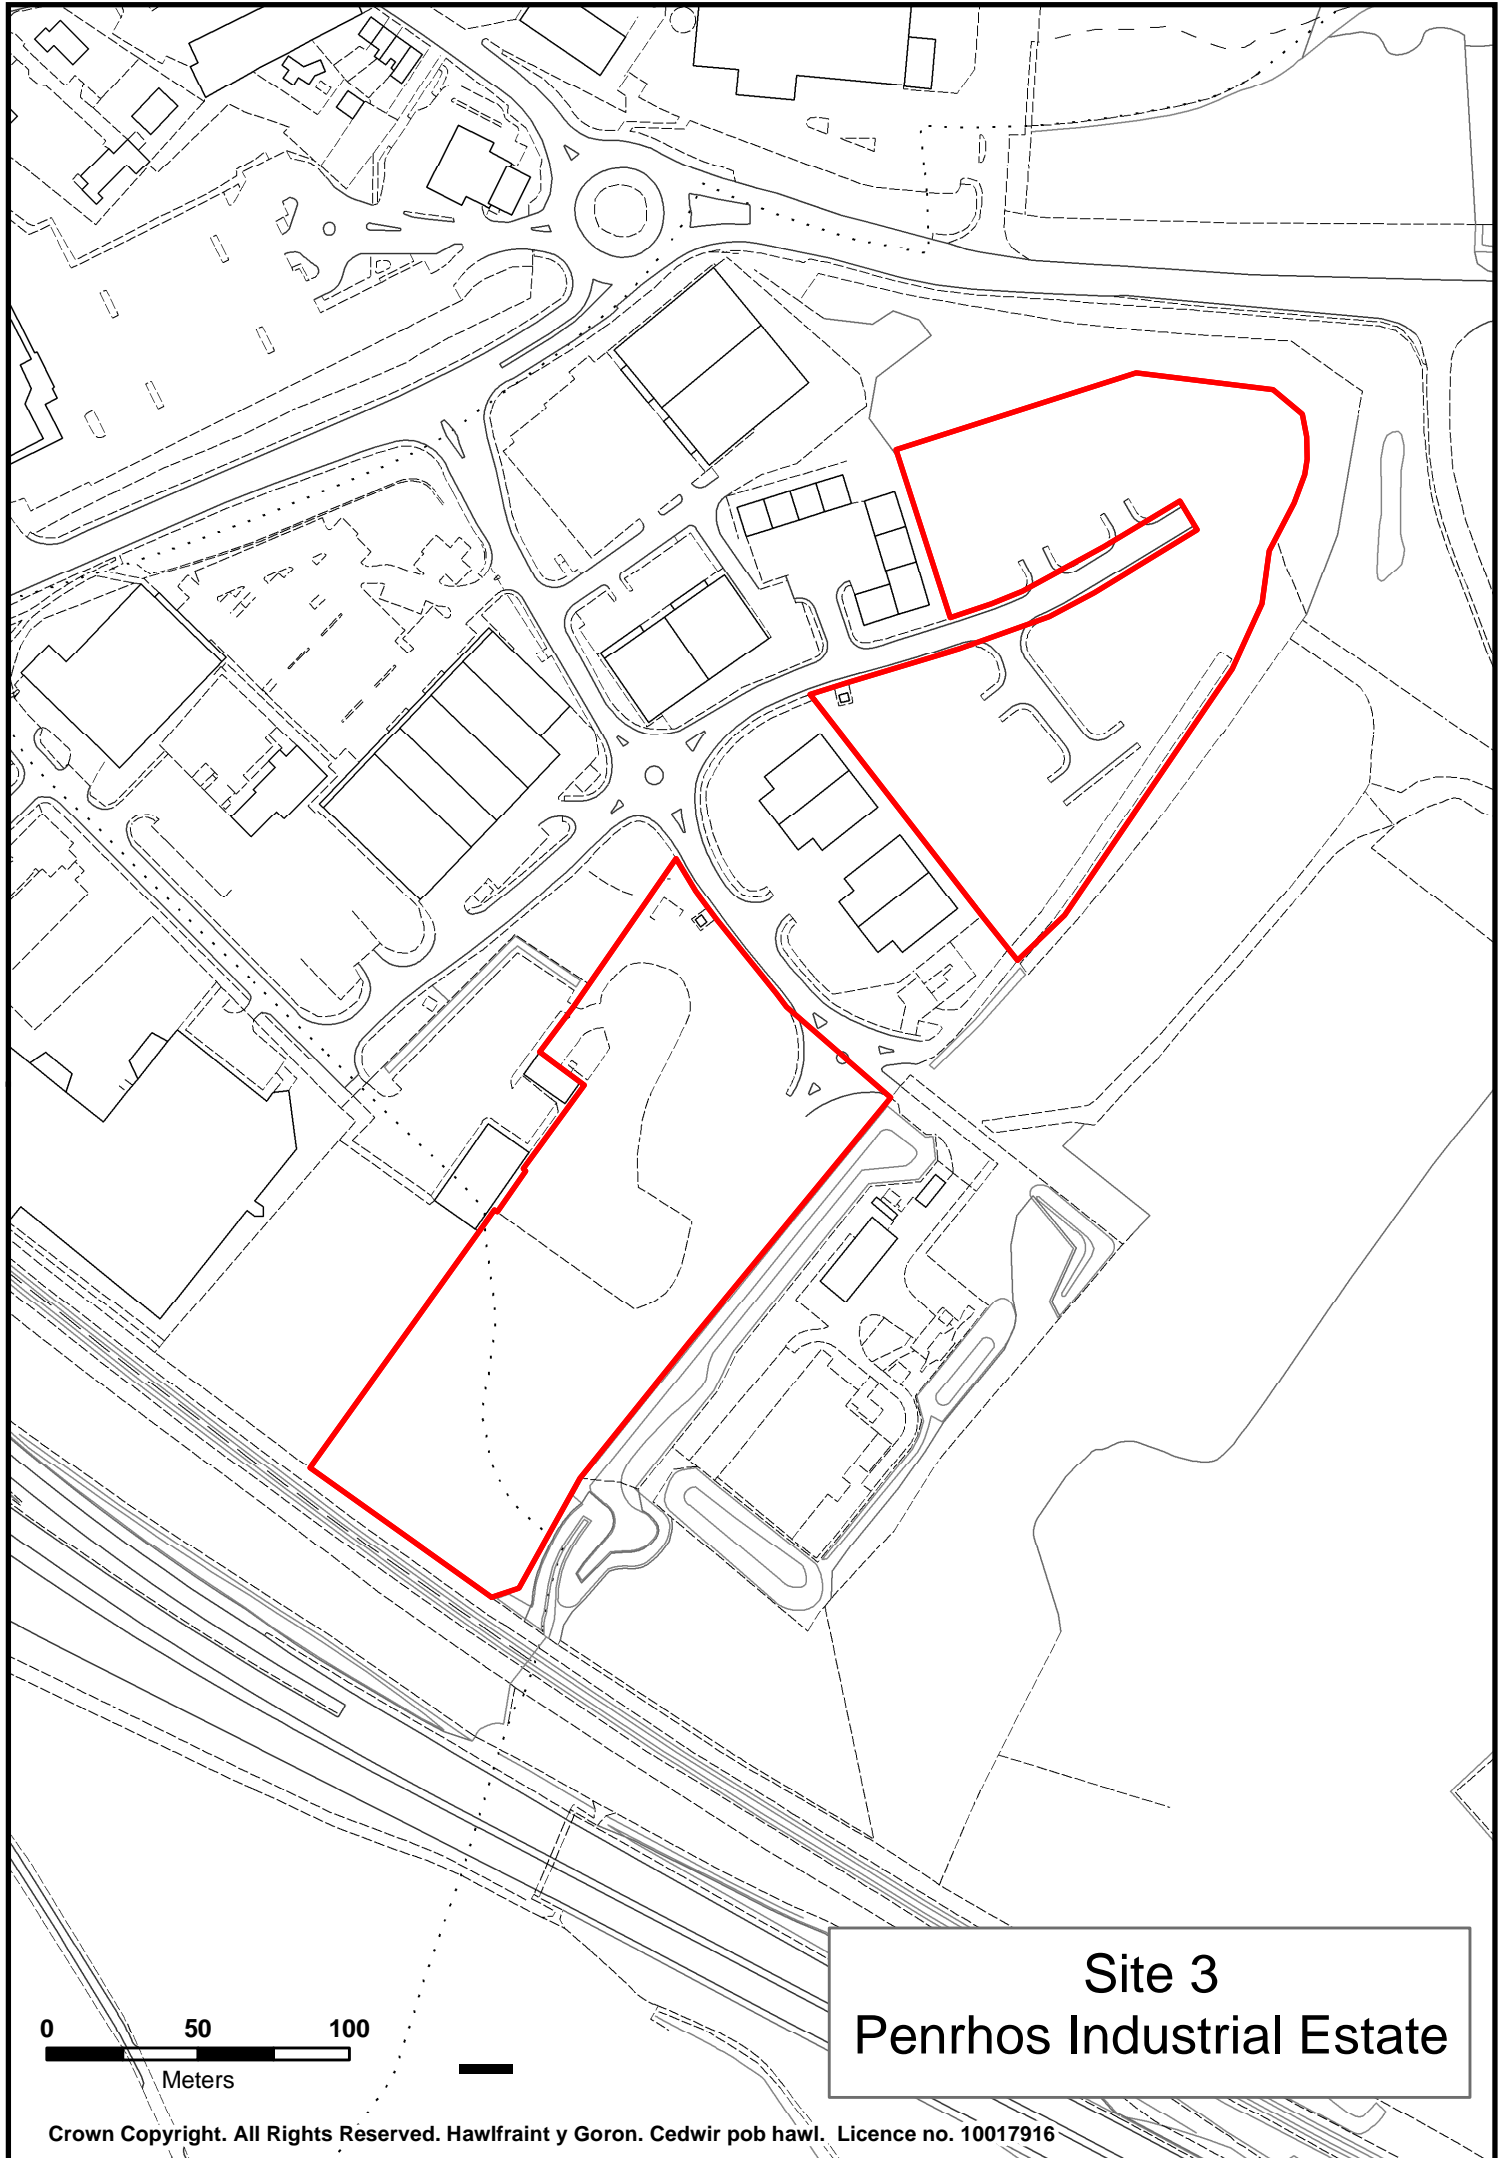 Site 3
Penrhos Industrial Estate
0 50 100
Meters
Crown Copyright. All Rights Reserved. Hawlfraint y Goron. Cedwir pob hawl. Licence no. 10017916